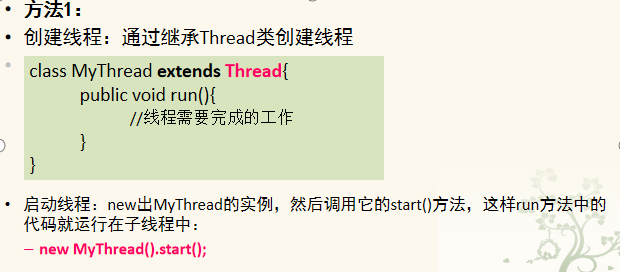 • 方法1：
• 创建线程：通过继承Thread类创建线程
• class MyThread extends Thread{
public void run(){
//线程需要完成的工作
}
}
• 启动线程：new出MyThread的实例，然后调用它的start()方法，这样run方法中的
代码就运行在子线程中：
– new MyThread().start();